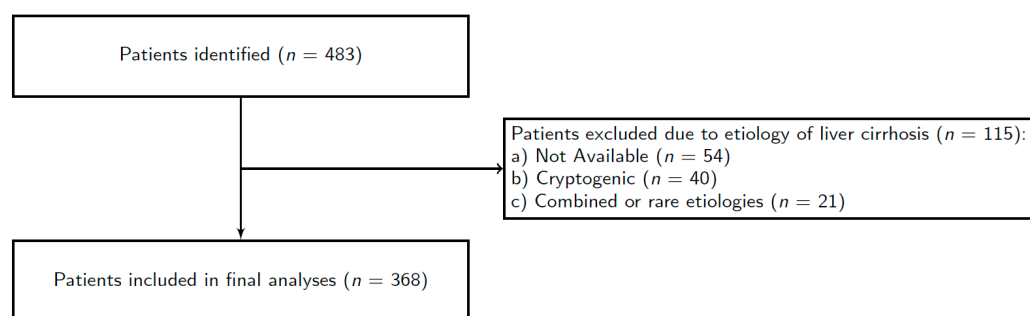 Patients identified (n = 483)
Patients excluded due to etiology of liver cirrhosis (n = 115):
a) Not Available (n = 54)
b) Cryptogenic (n = 40)
c) Combined or rare etiologies (n = 21)
Patients included in final analyses (n = 368)